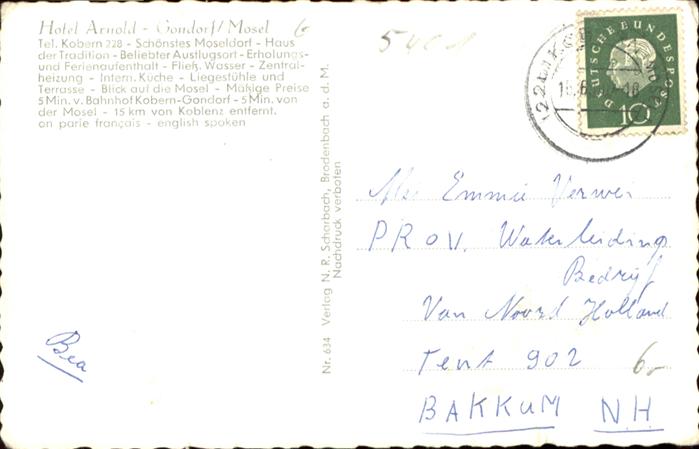 Hotel Arnold - Gondorf/Mosel
Tel. Kobern 228 - Schönstes Moseldorf - Haus
der Tradition - Beliebter Ausflugsort - Erholungs-
und Ferienaufenthalt - Fließ. Wasser - Zentral-
heizung - Intern. Küche - Liegestühle und
Terrasse - Blick auf die Mosel - Mäßige Preise
5 Min. v. Bahnhof Kobern-Gondorf - 5 Min. von
der Mosel - 15 km von Koblenz entfernt.
on parle français - english spoken
Bea
Nr. 634 Verlag N. R. Scharbach, Brodenbach a. d. M.
Nachdruck verboten
DEUTSCHE BUNDESPOST
10
Emmie Verweij
PROV. Waterleiding
Bedrijf
Van Noord Holland
Tent 902
BAKKUM N.H.